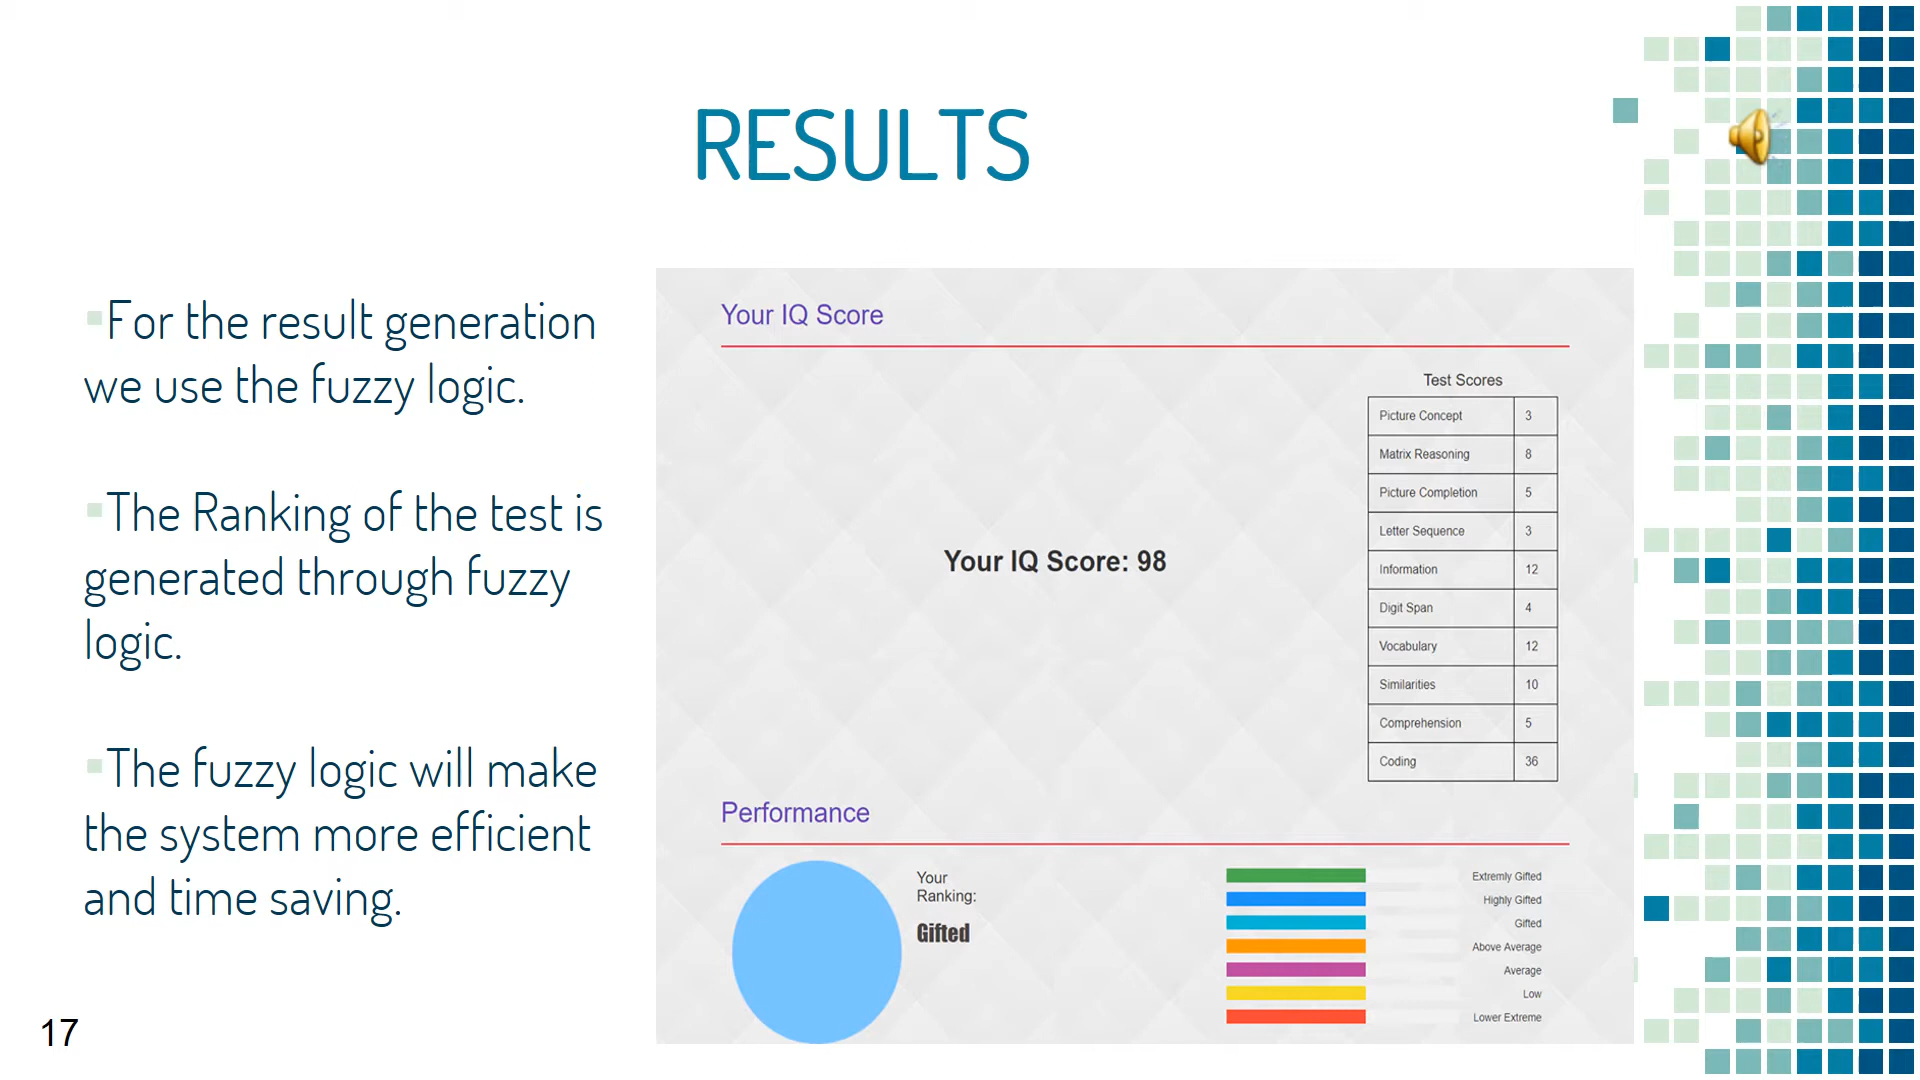 RESULTS
▪For the result generation
we use the fuzzy logic.
▪The Ranking of the test is
generated through fuzzy
logic.
▪The fuzzy logic will make
the system more efficient
and time saving.
17
Your IQ Score
Your IQ Score: 98
Test Scores
Picture Concept 3
Matrix Reasoning 8
Picture Completion 5
Letter Sequence 3
Information 12
Digit Span 4
Vocabulary 12
Similarities 10
Comprehension 5
Coding 36
Performance
Your
Ranking:
Gifted
Extremly Gifted
Highly Gifted
Gifted
Above Average
Average
Low
Lower Extreme